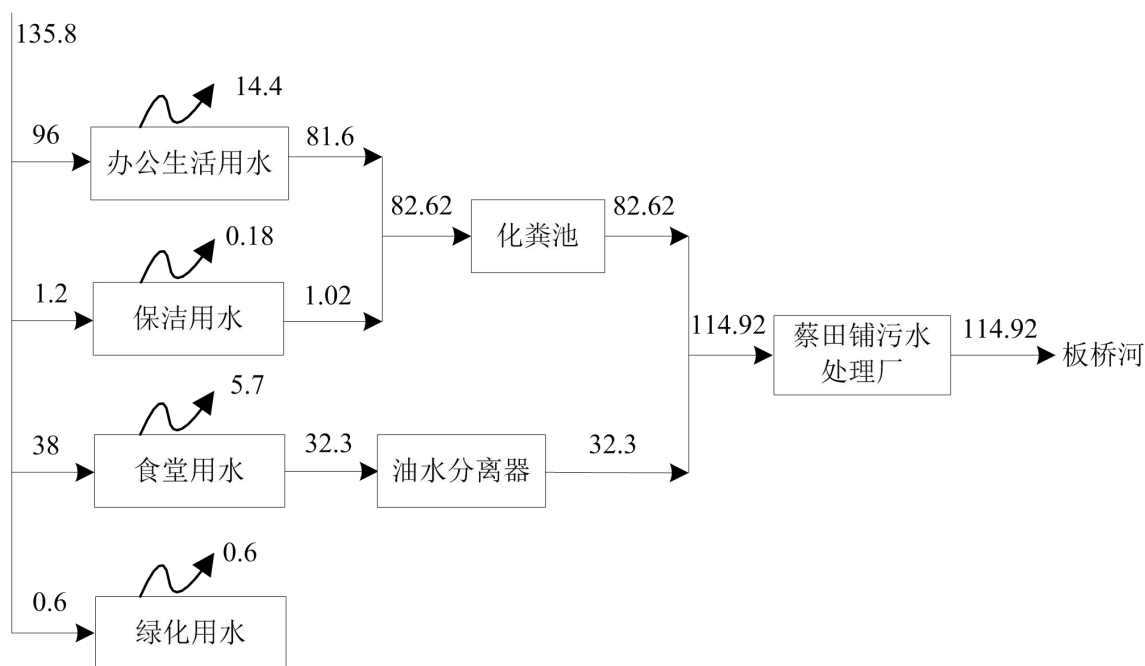 135.8
14.4
96
办公生活用水
81.6
82.62
化粪池
82.62
0.18
1.2
保洁用水
1.02
114.92
蔡田铺污水
处理厂
114.92
板桥河
5.7
38
食堂用水
32.3
油水分离器
32.3
0.6
0.6
绿化用水